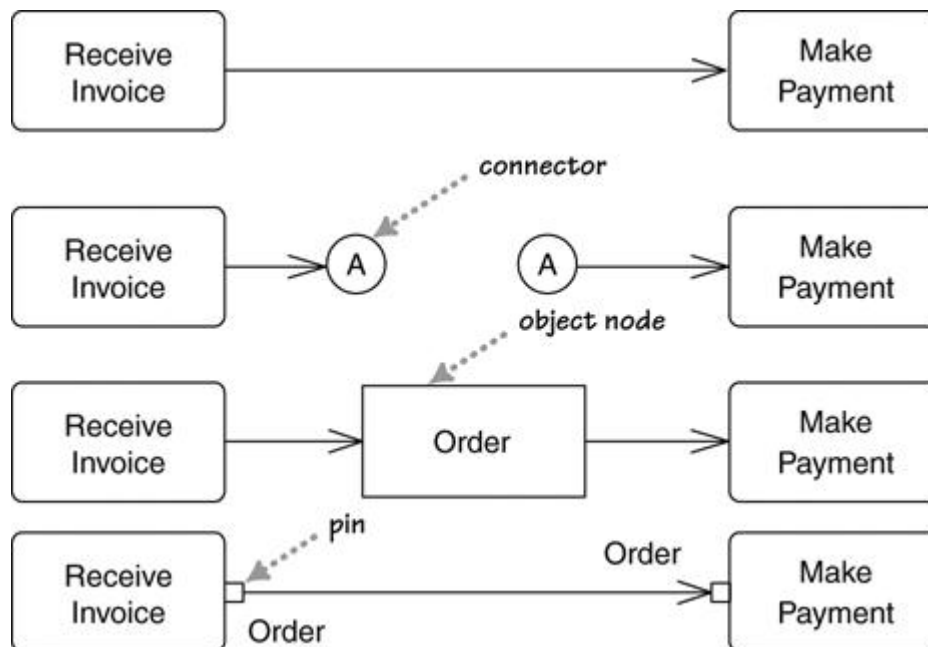 Receive
Invoice
Make
Payment
connector
Receive
Invoice
A
A
Make
Payment
object node
Receive
Invoice
Order
Make
Payment
pin
Receive
Invoice
Order
Order
Make
Payment